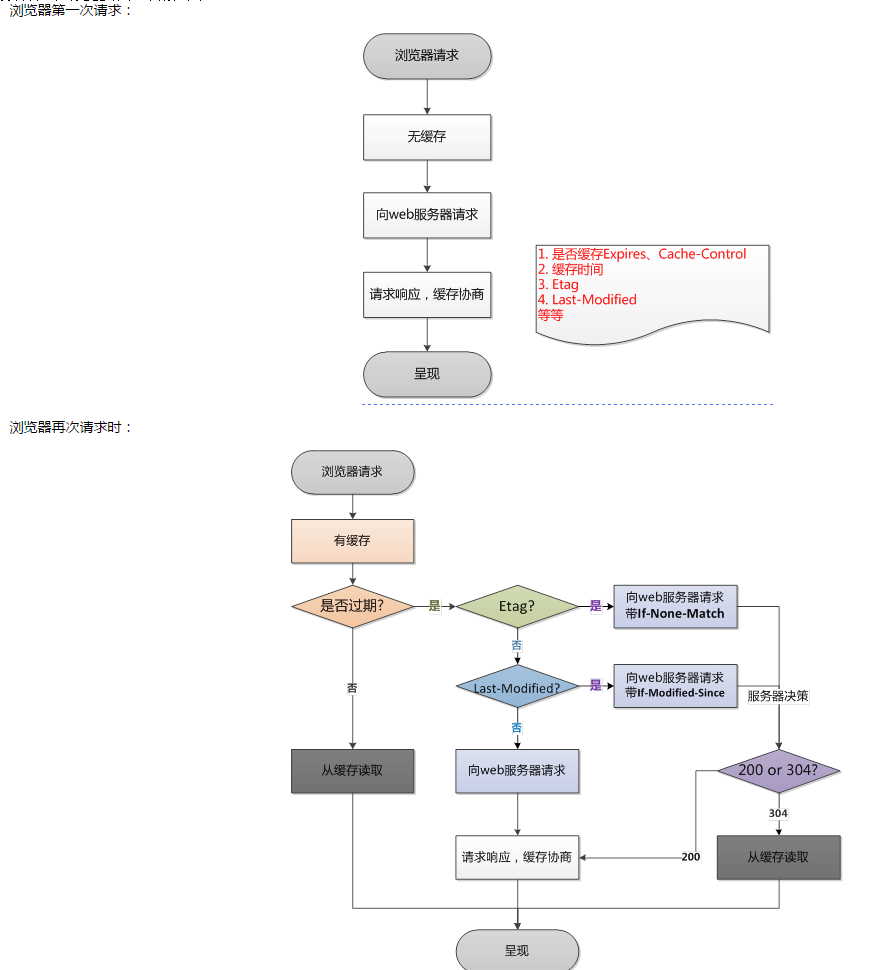 浏览器第一次请求：
浏览器请求
无缓存
向web服务器请求
请求响应，缓存协商
呈现
1. 是否缓存Expires、Cache-Control
2. 缓存时间
3. Etag
4. Last-Modified
等等
浏览器再次请求时：
浏览器请求
有缓存
是否过期?
是
Etag?
是
向web服务器请求
带If-None-Match
否
否
Last-Modified?
是
向web服务器请求
带If-Modified-Since
服务器决策
否
从缓存读取
向web服务器请求
200 or 304?
304
请求响应，缓存协商
200
从缓存读取
呈现